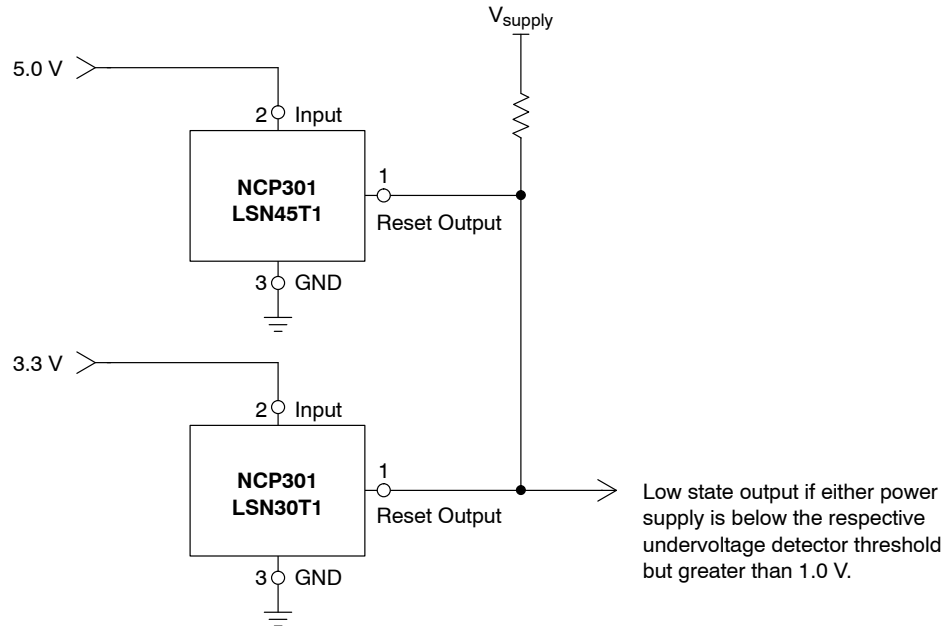 Vsupply
5.0 V
2 Input
NCP301
LSN45T1
1
Reset Output
3 GND
3.3 V
2 Input
NCP301
LSN30T1
1
Reset Output
3 GND
Low state output if either power
supply is below the respective
undervoltage detector threshold
but greater than 1.0 V.